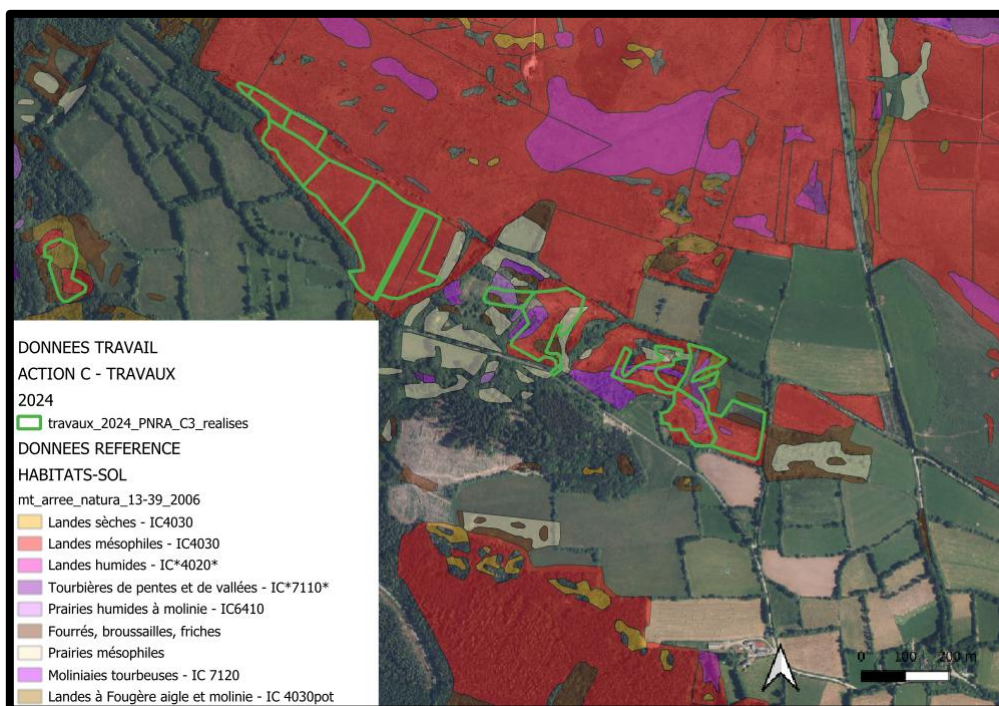 DONNEES TRAVAIL
ACTION C - TRAVAUX
2024
travaux_2024_PNRA_C3_realises
DONNEES REFERENCE
HABITATS-SOL
mt_arree_natura_13-39_2006
Landes sèches - IC4030
Landes mésophiles - IC4030
Landes humides - IC*4020*
Tourbières de pentes et de vallées - IC*7110*
Prairies humides à molinie - IC6410
Fourrés, broussailles, friches
Prairies mésophiles
Moliniaies tourbeuses - IC 7120
Landes à Fougère aigle et molinie - IC 4030pot
0 100 200 m